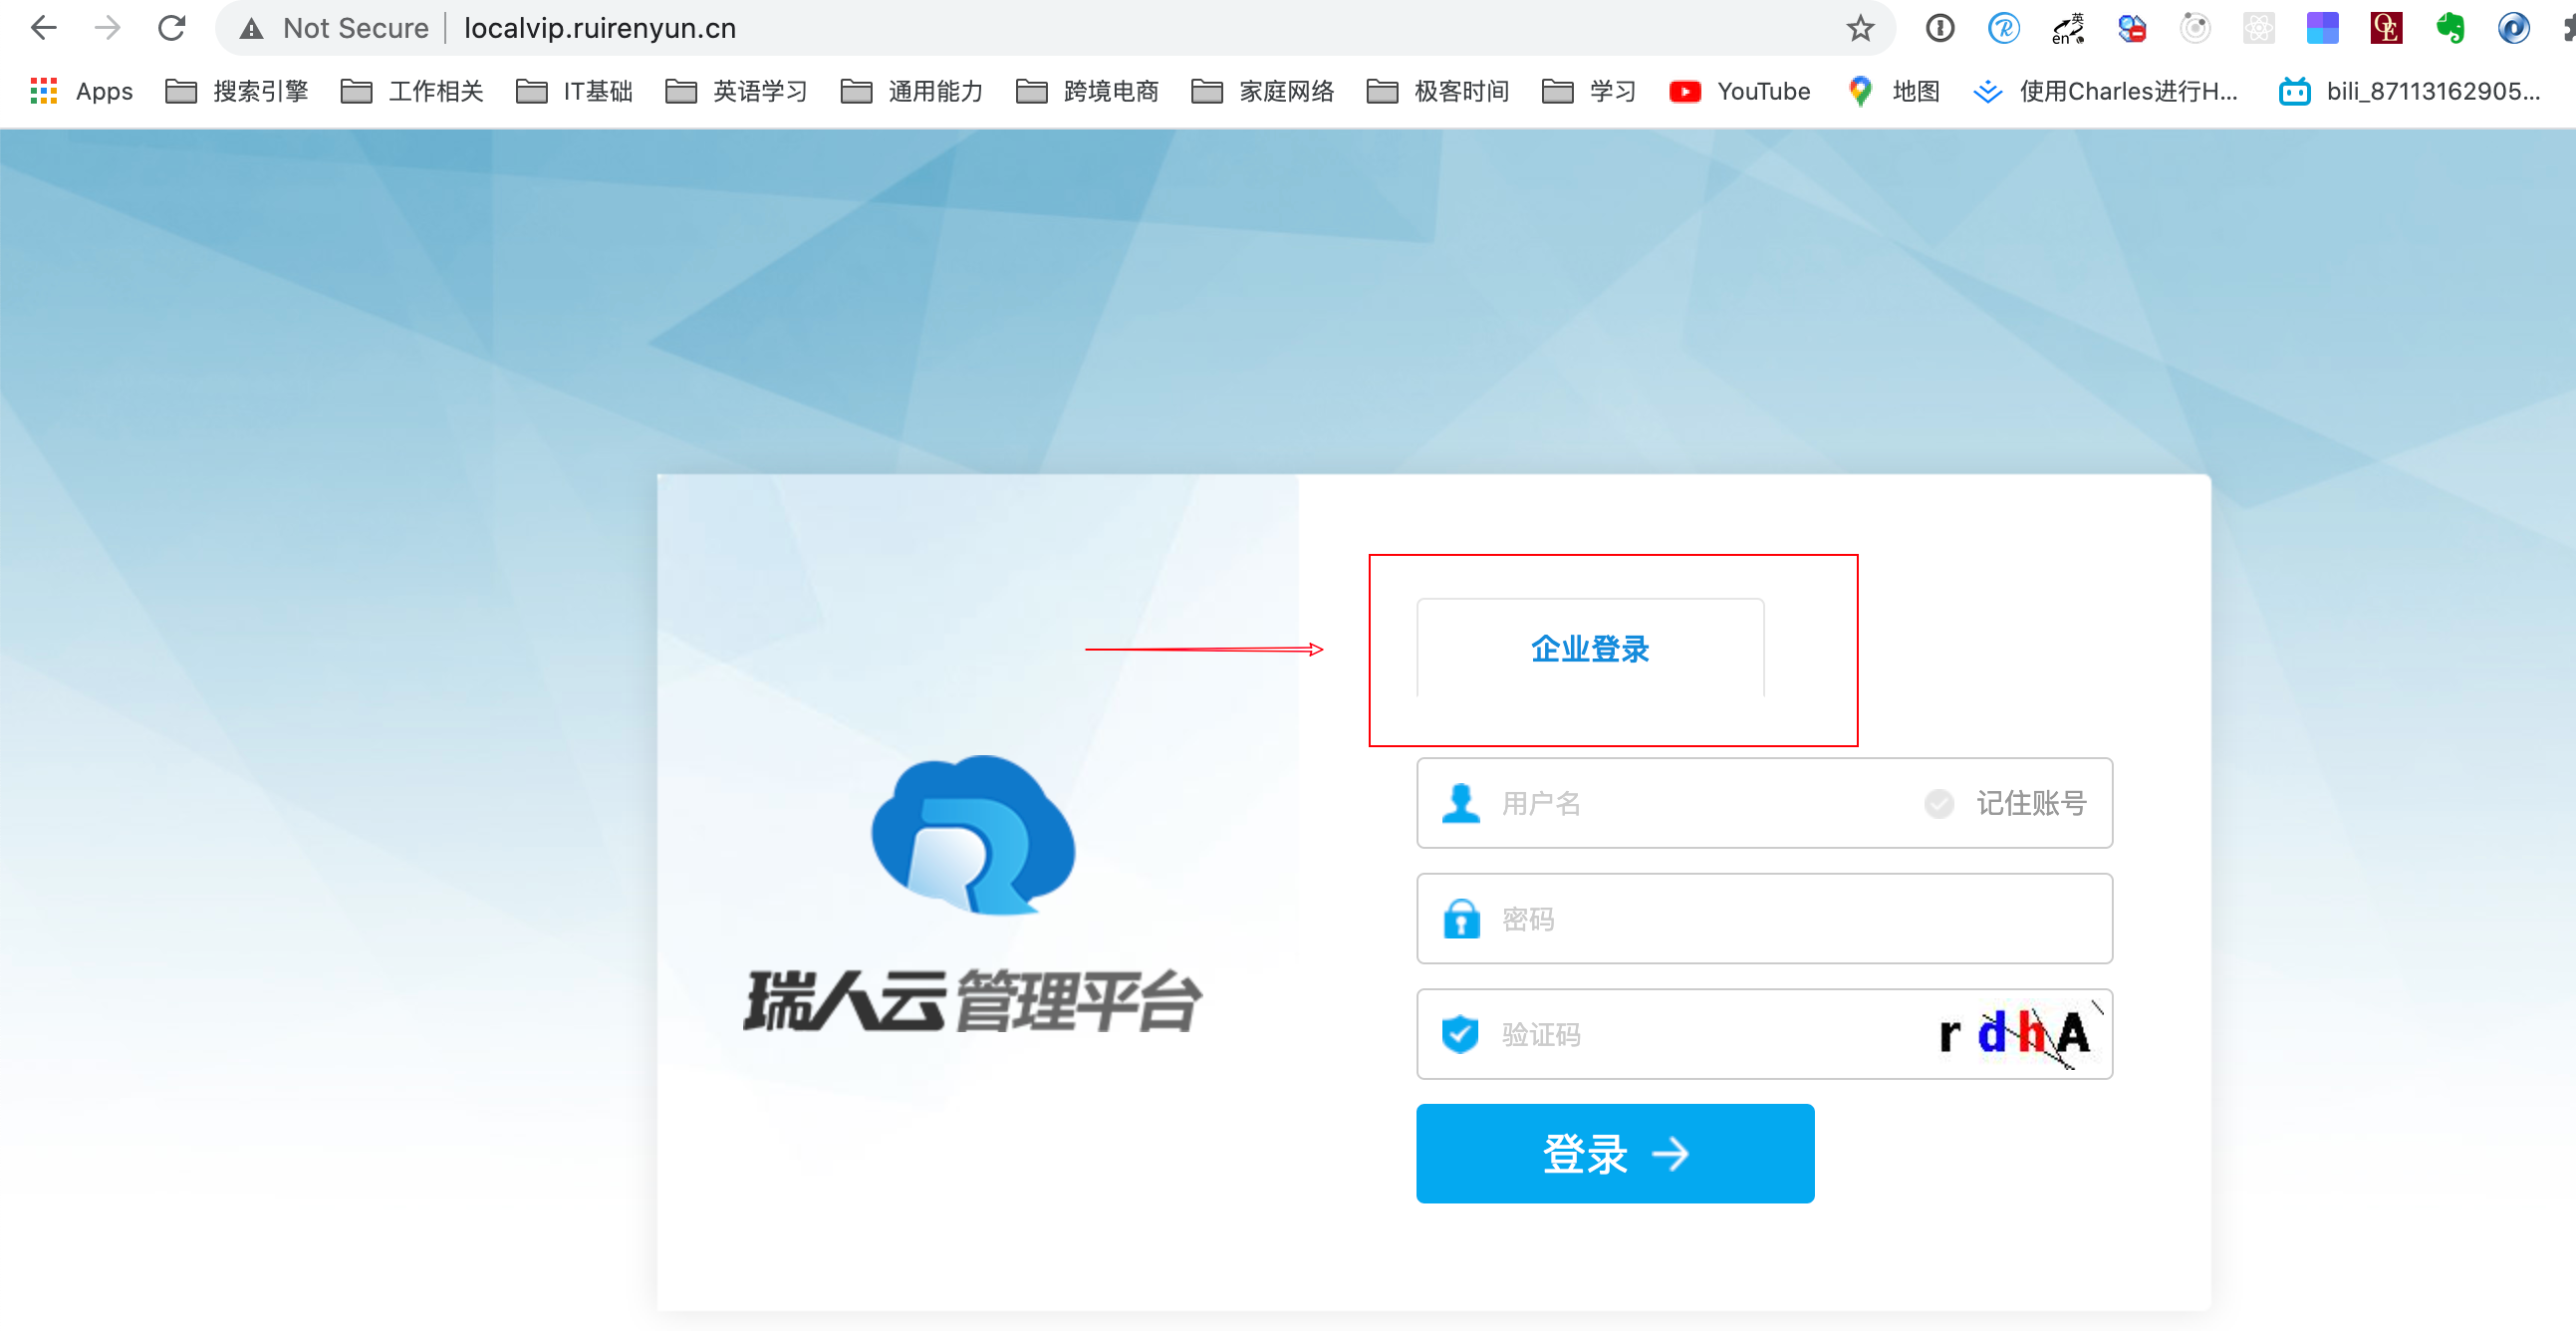 Not Secure localvip.ruirenyun.cn
en 英
Apps 搜索引擎 工作相关 IT基础 英语学习 通用能力 跨境电商 家庭网络 极客时间 学习 YouTube 地图 使用Charles进行H... bili_87113162905...
企业登录
用户名 记住账号
密码
瑞人云管理平台
验证码 rdhA
登录